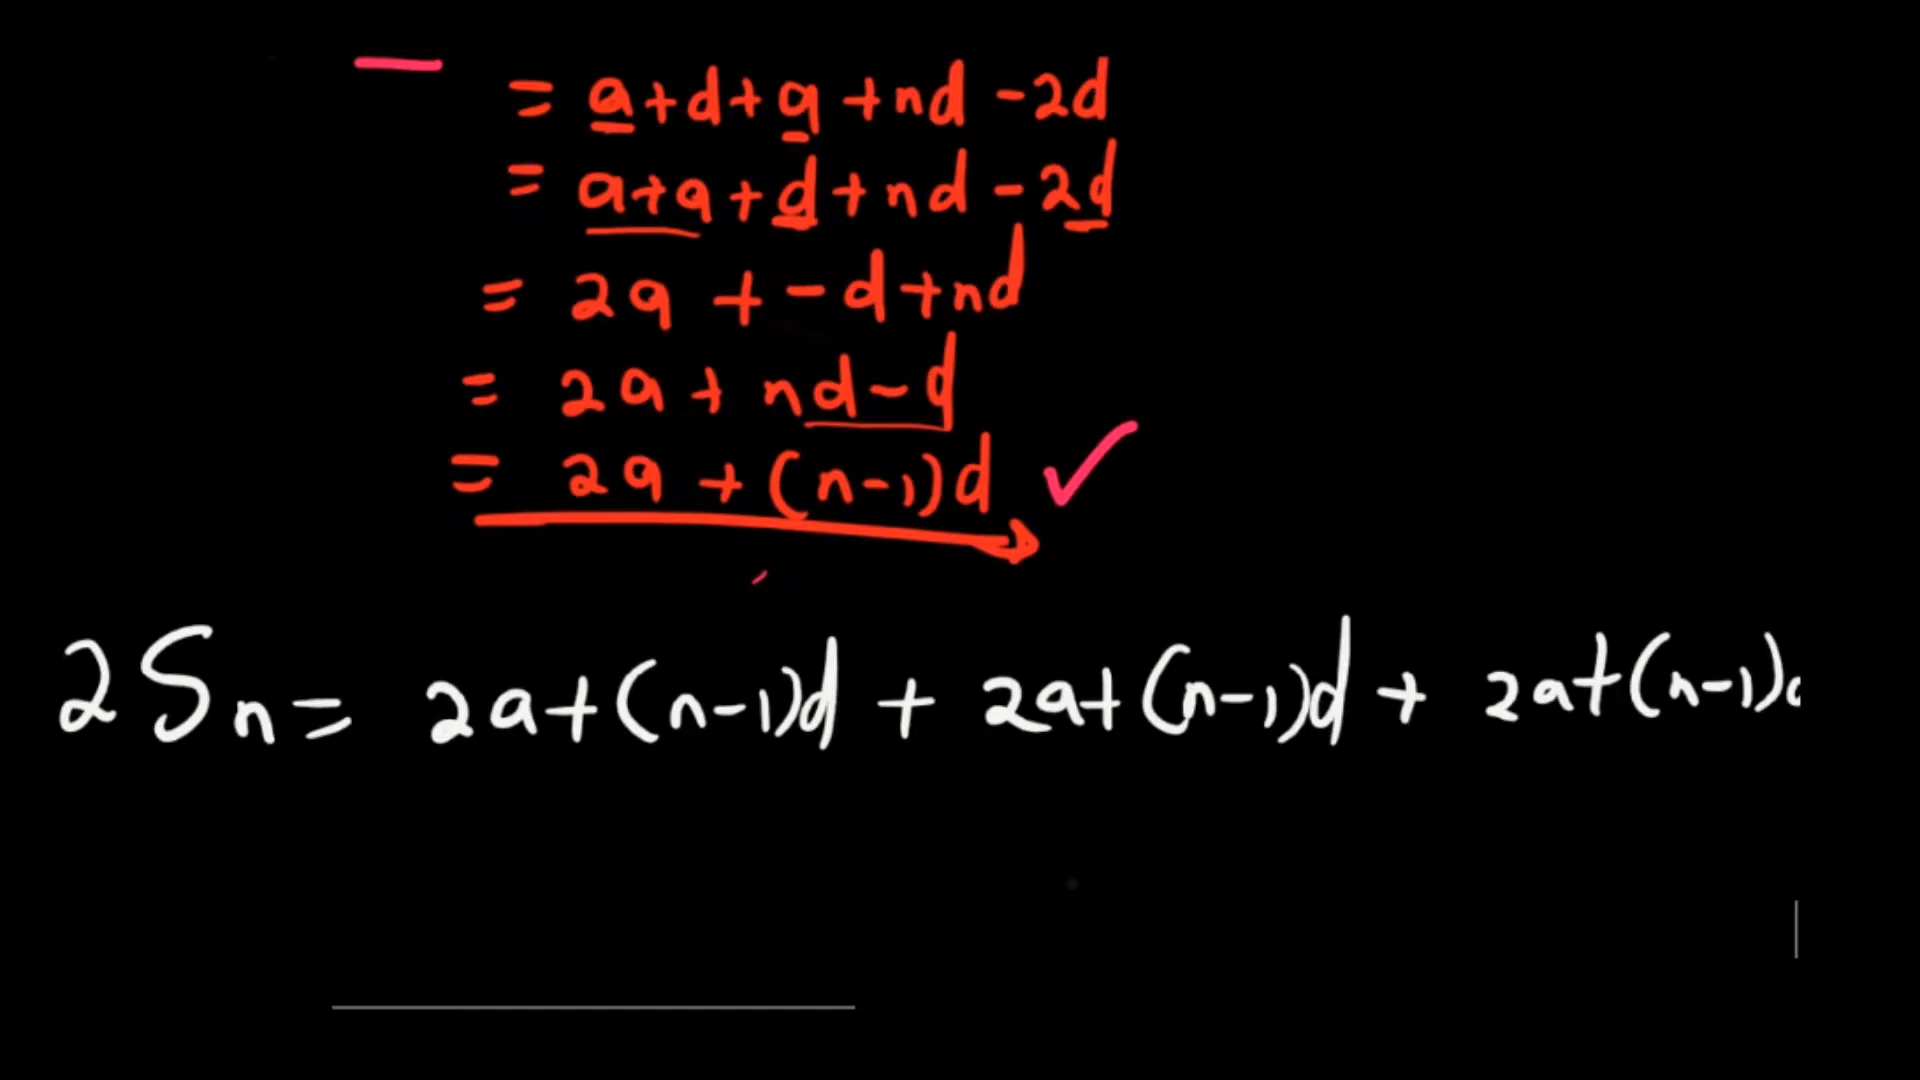 = a+d+a+nd-2d
= a+a+d+nd-2d
= 2a + -d+nd
= 2a + nd-d
= 2a + (n-1)d ✓
2Sn = 2a+(n-1)d + 2a+(n-1)d + 2a+(n-1)d